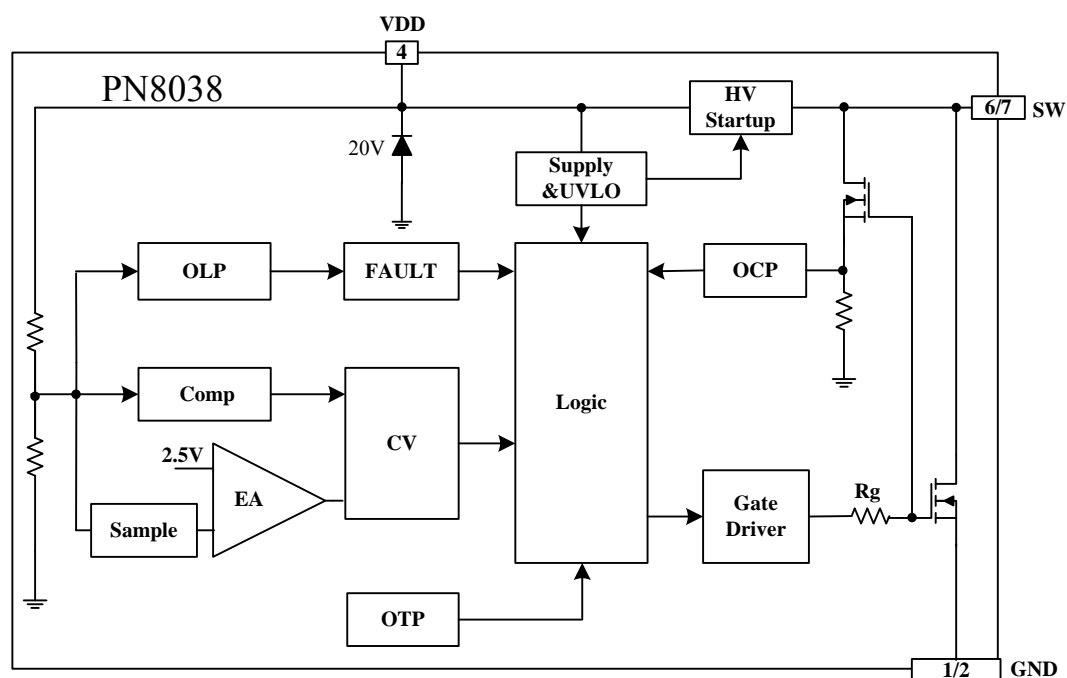 VDD
4
PN8038
HV
Startup
6/7
SW
20V
Supply
&UVLO
OLP
FAULT
OCP
Comp
CV
Logic
2.5V
EA
Sample
Gate
Driver
Rg
OTP
1/2
GND